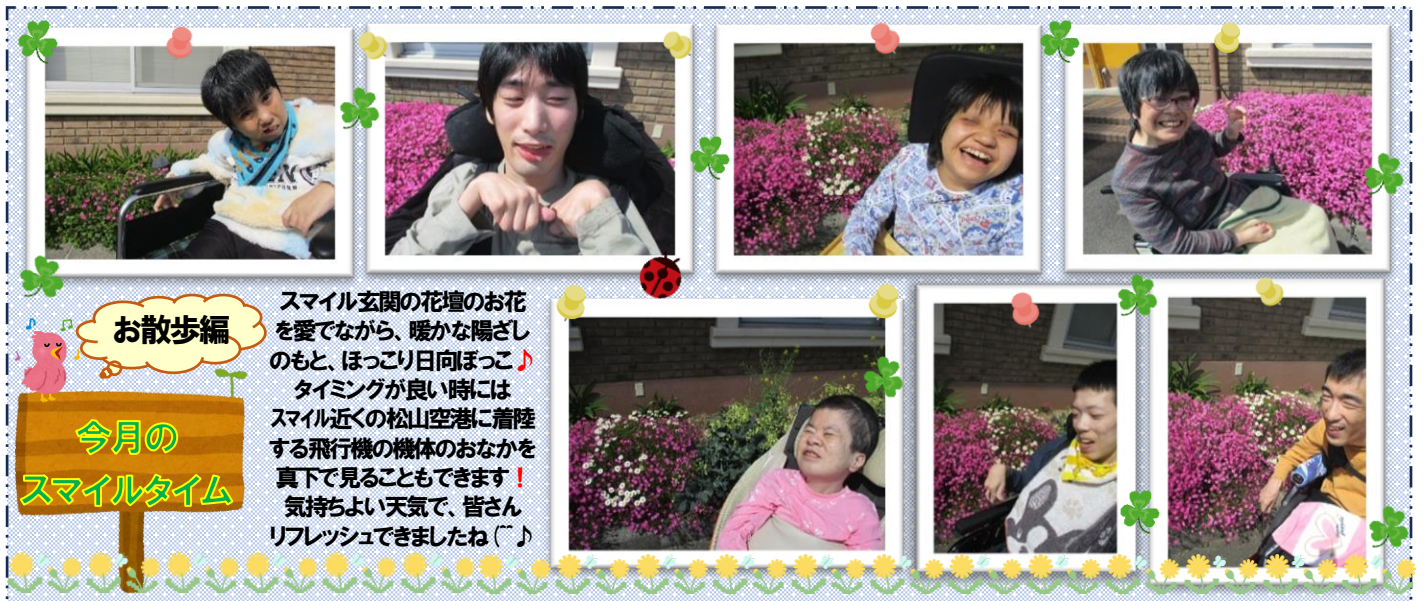 お散歩編
今月の
スマイルタイム
スマイル玄関の花壇のお花
を愛でながら、暖かな陽ざし
のもと、ほっこり日向ぼっこ♪
タイミングが良い時には
スマイル近くの松山空港に着陸
する飛行機の機体のおなかを
真下で見ることもできます！
気持ちよい天気で、皆さん
リフレッシュできましたね(^^♪